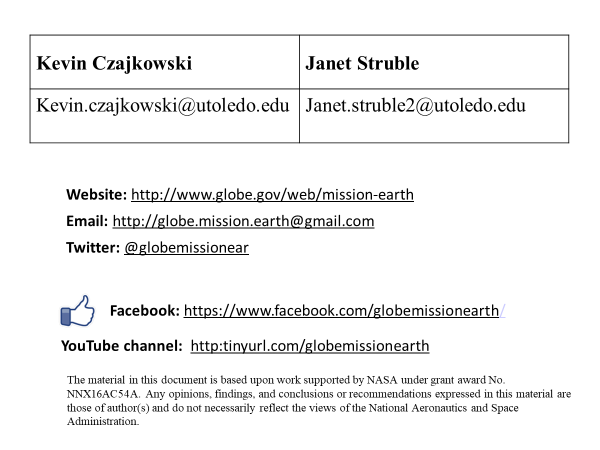 Kevin Czajkowski
Janet Struble
Kevin.czajkowski@utoledo.edu
Janet.struble2@utoledo.edu
Website: http://www.globe.gov/web/mission-earth
Email: http://globe.mission.earth@gmail.com
Twitter: @globemissionear
Facebook: https://www.facebook.com/globemissionearth/
YouTube channel: http:tinyurl.com/globemissionearth
The material in this document is based upon work supported by NASA under grant award No.
NNX16AC54A. Any opinions, findings, and conclusions or recommendations expressed in this material are
those of author(s) and do not necessarily reflect the views of the National Aeronautics and Space
Administration.